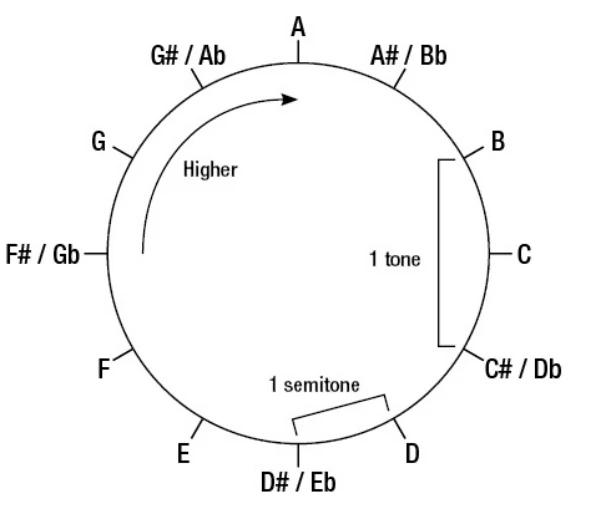 A
G# / Ab
A# / Bb
G
B
Higher
F# / Gb
1 tone
C
F
C# / Db
1 semitone
E
D
D# / Eb